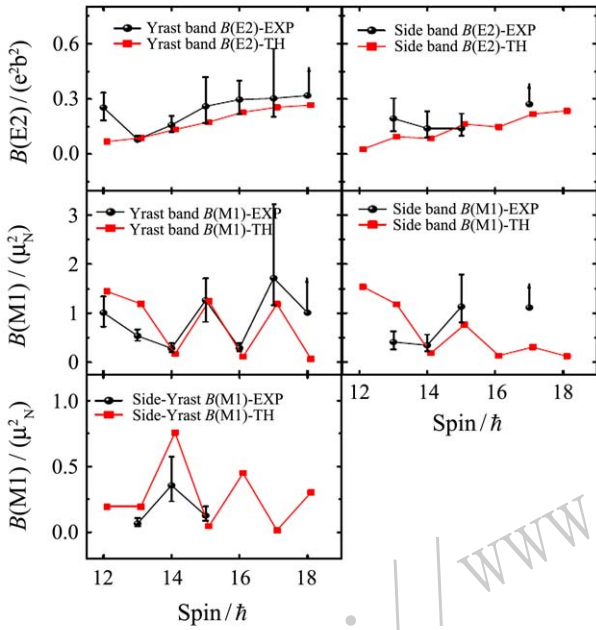 Yrast band B(E2)-EXP
Yrast band B(E2)-TH
Side band B(E2)-EXP
Side band B(E2)-TH
B(E2) / (e²b²)
0.6
0.3
0.0
Yrast band B(M1)-EXP
Yrast band B(M1)-TH
Side band B(M1)-EXP
Side band B(M1)-TH
B(M1) / (μ²N)
3
2
1
0
12 14 16 18
Spin / ħ
Side-Yrast B(M1)-EXP
Side-Yrast B(M1)-TH
B(M1) / (μ²N)
1.0
0.5
0.0
12 14 16 18
Spin / ħ
. // www